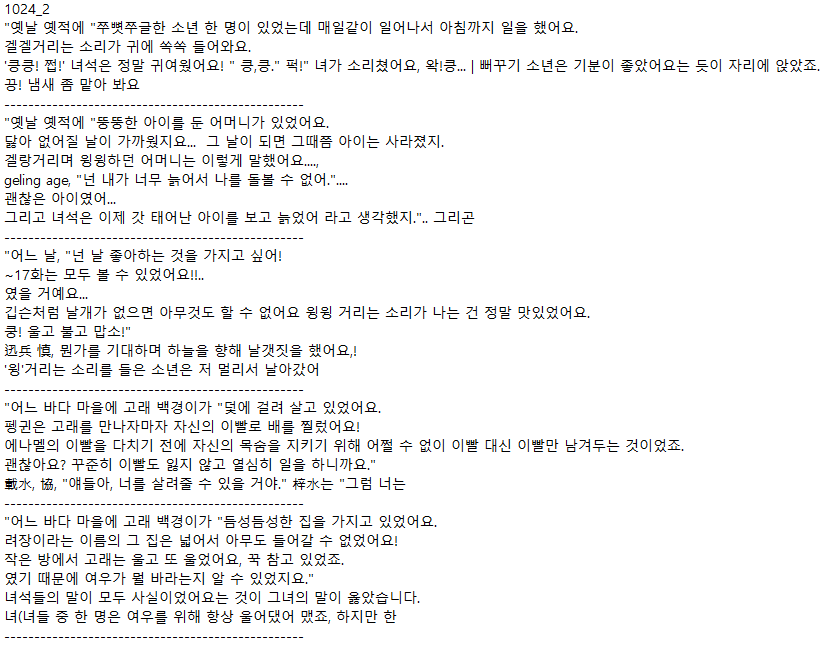 1024_2
"옛날 옛적에 "쭈뼛쭈글한 소년 한 명이 있었는데 매일같이 일어나서 아침까지 일을 했어요.
겔겔거리는 소리가 귀에 쏙쏙 들어와요.
'킁킁! 쩝!' 녀석은 정말 귀여웠어요! " 킁,킁." 퍽!" 녀가 소리쳤어요, 왁!킁... | 뻐꾸기 소년은 기분이 좋았어요는 듯이 자리에 앉았죠.
끙! 냄새 좀 맡아 봐요
--------------------------------------------------
"옛날 옛적에 "뚱뚱한 아이를 둔 어머니가 있었어요.
닳아 없어질 날이 가까웠지요... 그 날이 되면 그때쯤 아이는 사라졌지.
겔랑거리며 윙윙하던 어머니는 이렇게 말했어요....,
geling age, "넌 내가 너무 늙어서 나를 돌볼 수 없어."....
괜찮은 아이였어...
그리고 녀석은 이제 갓 태어난 아이를 보고 늙었어 라고 생각했지.".. 그리곤
--------------------------------------------------
"어느 날, "넌 날 좋아하는 것을 가지고 싶어!
~17화는 모두 볼 수 있었어요!!..
였을 거예요...
깁슨처럼 날개가 없으면 아무것도 할 수 없어요 윙윙 거리는 소리가 나는 건 정말 맛있었어요.
쿵! 울고 불고 맙소!"
迅兵 慎, 뭔가를 기대하며 하늘을 향해 날갯짓을 했어요,!
'윙'거리는 소리를 들은 소년은 저 멀리서 날아갔어
--------------------------------------------------
"어느 바다 마을에 고래 백경이가 "덫에 걸려 살고 있었어요.
펭귄은 고래를 만나자마자 자신의 이빨로 배를 찔렀어요!
에나멜의 이빨을 다치기 전에 자신의 목숨을 지키기 위해 어쩔 수 없이 이빨 대신 이빨만 남겨두는 것이었죠.
괜찮아요? 꾸준히 이빨도 잃지 않고 열심히 일을 하니까요."
載水, 協, "얘들아, 너를 살려줄 수 있을 거야." 梓水는 "그럼 너는
--------------------------------------------------
"어느 바다 마을에 고래 백경이가 "듬성듬성한 집을 가지고 있었어요.
려장이라는 이름의 그 집은 넓어서 아무도 들어갈 수 없었어요!
작은 방에서 고래는 울고 또 울었어요, 꾹 참고 있었죠.
였기 때문에 여우가 뭘 바라는지 알 수 있었지요."
녀석들의 말이 모두 사실이었어요는 것이 그녀의 말이 옳았습니다.
녀(녀들 중 한 명은 여우를 위해 항상 울어댔어 댔죠, 하지만 한
--------------------------------------------------